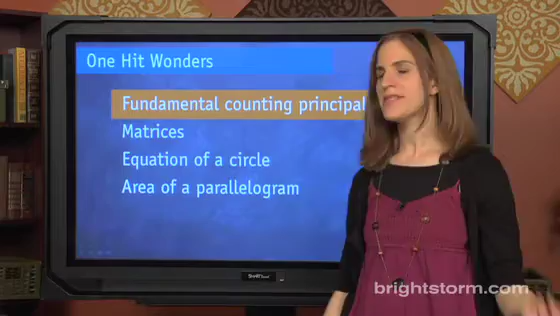 One Hit Wonders
Fundamental counting principal
Matrices
Equation of a circle
Area of a parallelogram
brightstorm.com